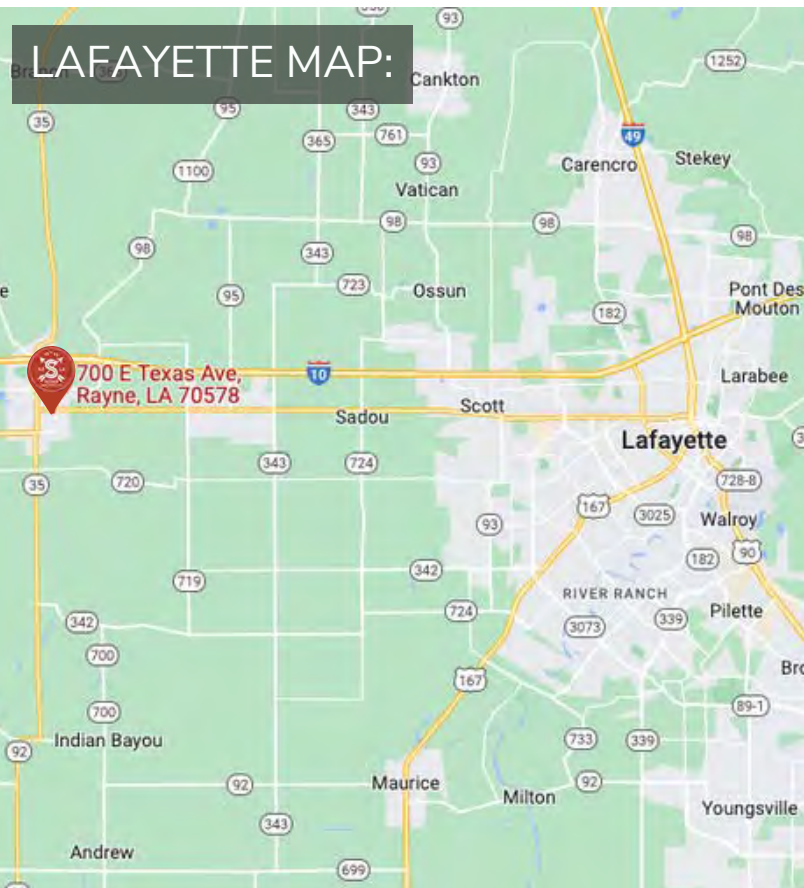 LAFAYETTE MAP:
93
Cankton
1252
35
95
343
365
761
49
93
Carencro
Stekey
1100
Vatican
98
98
98
98
343
723
95
Ossun
Pont Des
Mouton
182
S
700 E Texas Ave,
Rayne, LA 70578
10
Larabee
Sadou
Scott
Lafayette
343
724
35
720
728-8
167
3025
93
Walroy
182
90
342
719
RIVER RANCH
724
Pilette
342
3073
339
700
167
700
89-1
Indian Bayou
92
733
339
92
Maurice
92
Milton
343
Youngsville
Andrew
699